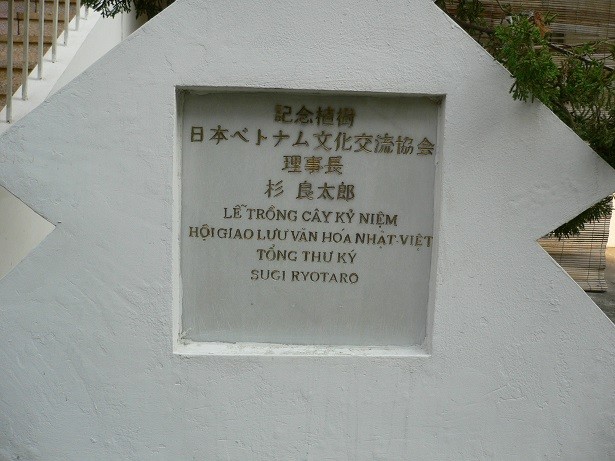 記念植樹
日本ベトナム文化交流協会
理事長
杉 良太郎
LỄ TRỒNG CÂY KỶ NIỆM
HỘI GIAO LƯU VĂN HÓA NHẬT-VIỆT
TỔNG THƯ KÝ
SUGI RYOTARO